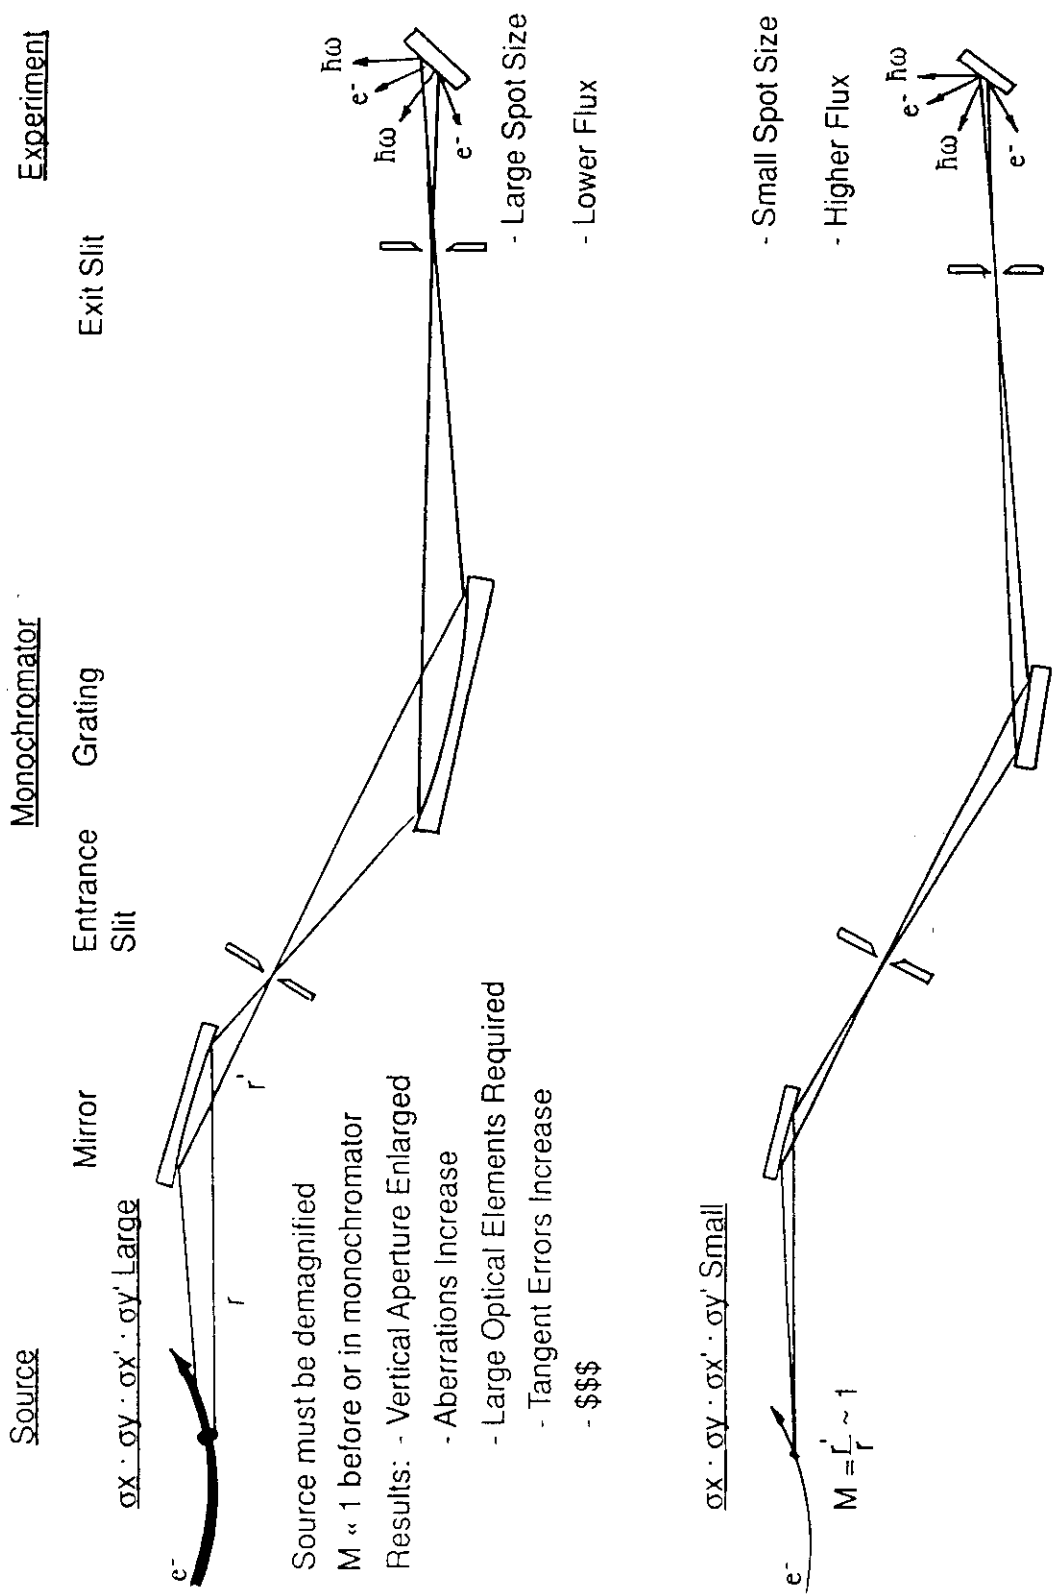 Source
Monochromator
Experiment
Mirror
Entrance
Slit
Grating
Exit Slit
σx · σy · σx' · σy' Large
e⁻
r
r'
ħω
e⁻
ħω
e⁻
Source must be demagnified
M « 1 before or in monochromator
Results: - Vertical Aperture Enlarged
- Aberrations Increase
- Large Optical Elements Required
- Tangent Errors Increase
- $$$
- Large Spot Size
- Lower Flux
σx · σy · σx' · σy' Small
e⁻
M = r'/r ~ 1
- Small Spot Size
- Higher Flux
ħω
e⁻
ħω
e⁻